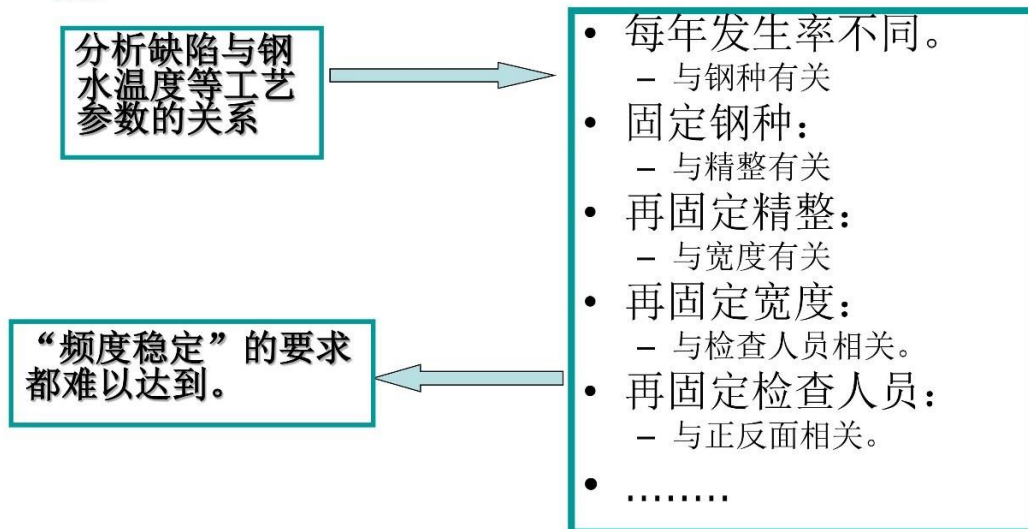 分析缺陷与钢
水温度等工艺
参数的关系
• 每年发生率不同。
– 与钢种有关
• 固定钢种：
– 与精整有关
• 再固定精整：
– 与宽度有关
• 再固定宽度：
– 与检查人员相关。
• 再固定检查人员：
– 与正反面相关。
• ........
“频度稳定”的要求
都难以达到。